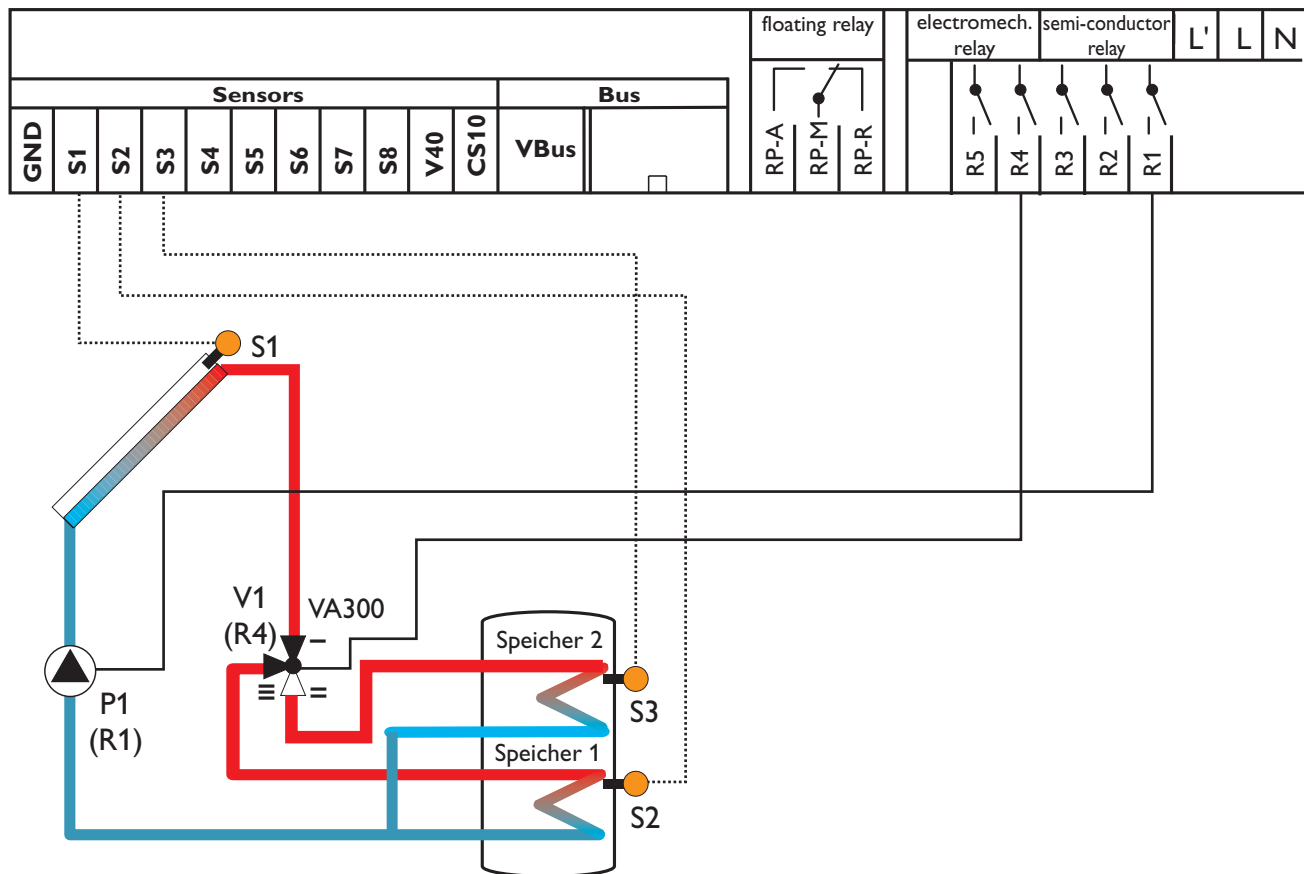 floating relay
electromech.
relay
semi-conductor
relay
L'
L
N
Sensors
Bus
GND
S1
S2
S3
S4
S5
S6
S7
S8
V40
CS10
VBus
RP-A
RP-M
RP-R
R5
R4
R3
R2
R1
S1
V1
(R4)
VA300
–
≡
=
P1
(R1)
Speicher 2
S3
Speicher 1
S2